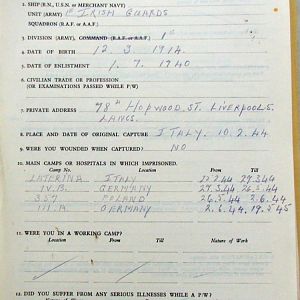 2. SHIP (R.N., U.S.N. or MERCHANT NAVY)
UNIT (ARMY) 1st IRISH GUARDS
SQUADRON (R.A.F. or A.A.F.)
3. DIVISION (ARMY), COMMAND (R.A.F. or A.A.F.) 1st
4. DATE OF BIRTH 12 3 1914.
5. DATE OF ENLISTMENT 1. 7. 1940
6. CIVILIAN TRADE or PROFESSION
(OR EXAMINATIONS PASSED WHILE P/W)
7. PRIVATE ADDRESS 98A HOPWOOD ST. LIVERPOOL 5.
LANCS.
8. PLACE AND DATE OF ORIGINAL CAPTURE ITALY. 10.2.44
9. WERE YOU WOUNDED WHEN CAPTURED? NO
10. MAIN CAMPS or HOSPITALS IN WHICH IMPRISONED.
Camp No. Location From Till
LATERINA ITALY 27.3.44
IV.B. GERMANY 27.3.44 26.5.44
357 POLAND 26.5.44 2.6.44
GERMANY 2.6.44 19.5.45
11. WERE YOU IN A WORKING CAMP?
Location From Till Nature of Work
12. DID YOU SUFFER FROM ANY SERIOUS ILLNESSES WHILE A P/W?